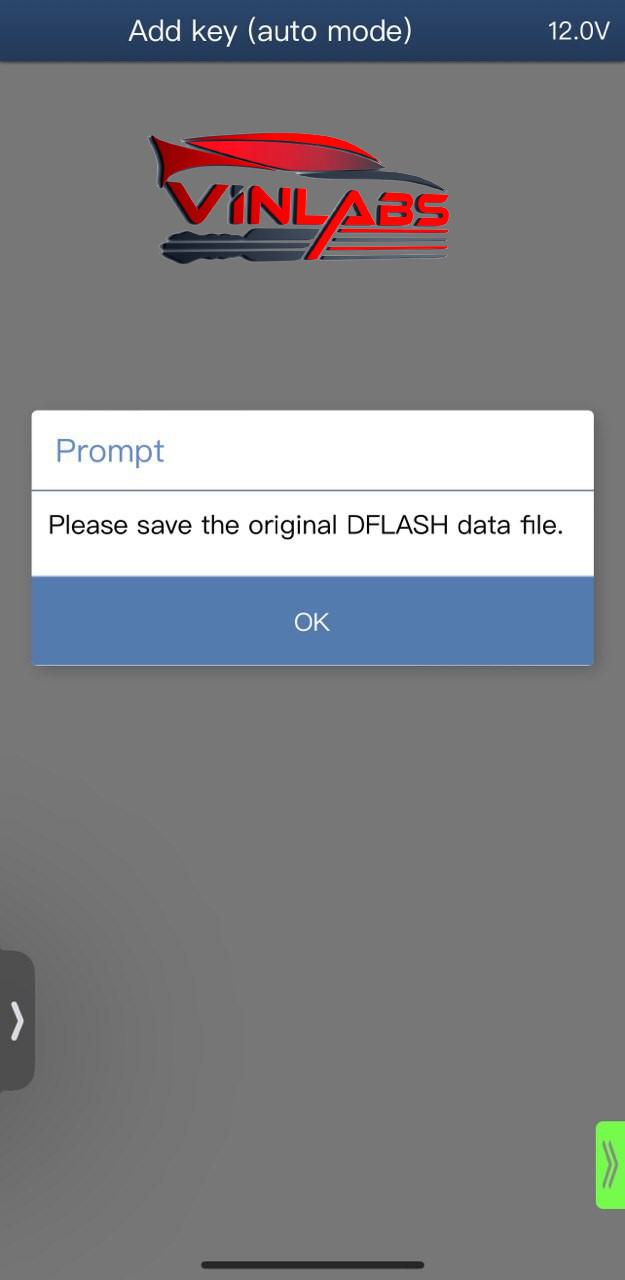 Add key (auto mode)
12.0V
ViNLABS
Prompt
Please save the original DFLASH data file.
OK